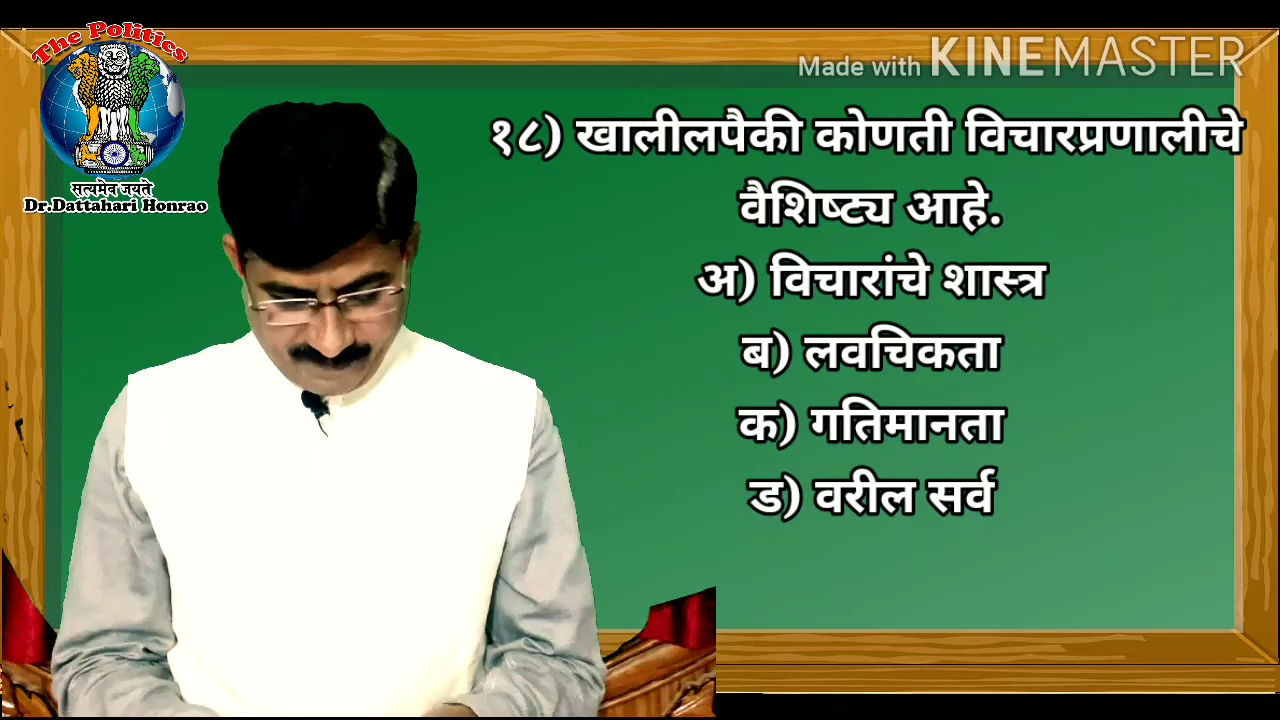 The Politics
सत्यमेव जयते
Dr.Dattahari Honrao
Made with KINEMASTER
१८) खालीलपैकी कोणती विचारप्रणालीचे
वैशिष्ट्य आहे.
अ) विचारांचे शास्त्र
ब) लवचिकता
क) गतिमानता
ड) वरील सर्व